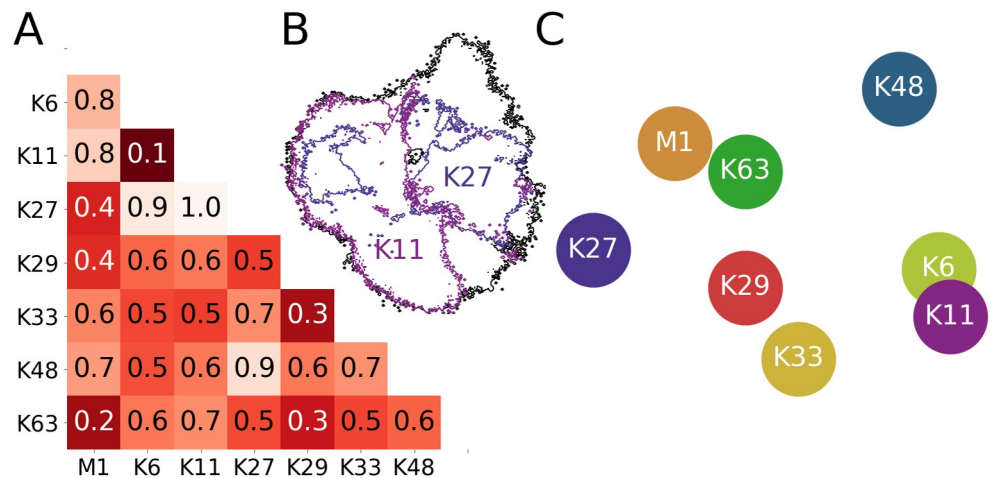 A
K6 0.8
K11 0.8 0.1
K27 0.4 0.9 1.0
K29 0.4 0.6 0.6 0.5
K33 0.6 0.5 0.5 0.7 0.3
K48 0.7 0.5 0.6 0.9 0.6 0.7
K63 0.2 0.6 0.7 0.5 0.3 0.5 0.6
M1 K6 K11 K27 K29 K33 K48
B
K27
K11
C
K48
M1
K63
K27
K6
K29
K11
K33